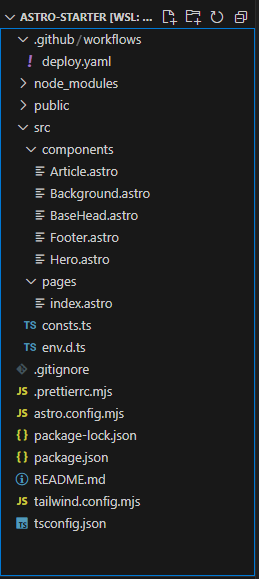 ASTRO-STARTER [WSL: ...
.github / workflows
! deploy.yaml
node_modules
public
src
components
Article.astro
Background.astro
BaseHead.astro
Footer.astro
Hero.astro
pages
index.astro
TS consts.ts
TS env.d.ts
.gitignore
JS .prettierrc.mjs
JS astro.config.mjs
{ } package-lock.json
{ } package.json
README.md
JS tailwind.config.mjs
TS tsconfig.json